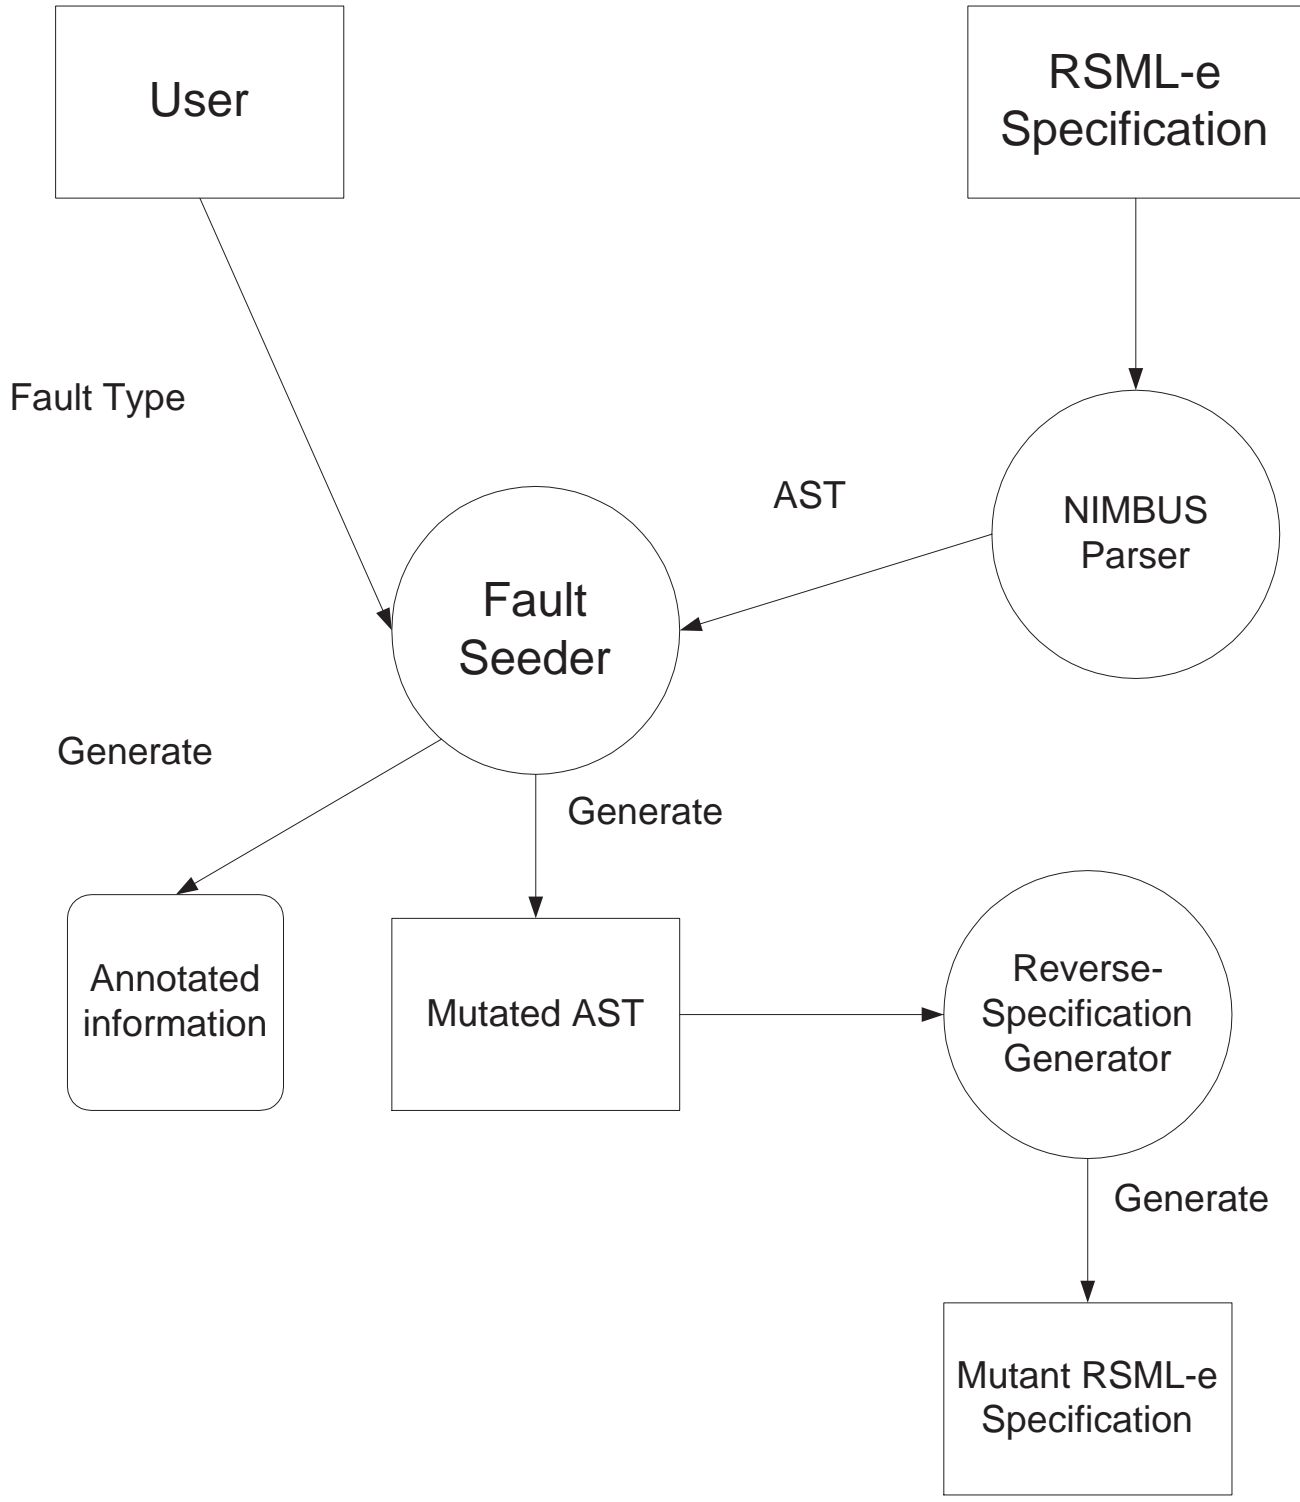 User
RSML-e
Specification
Fault Type
AST
NIMBUS
Parser
Fault
Seeder
Generate
Generate
Annotated
information
Mutated AST
Reverse-
Specification
Generator
Generate
Mutant RSML-e
Specification